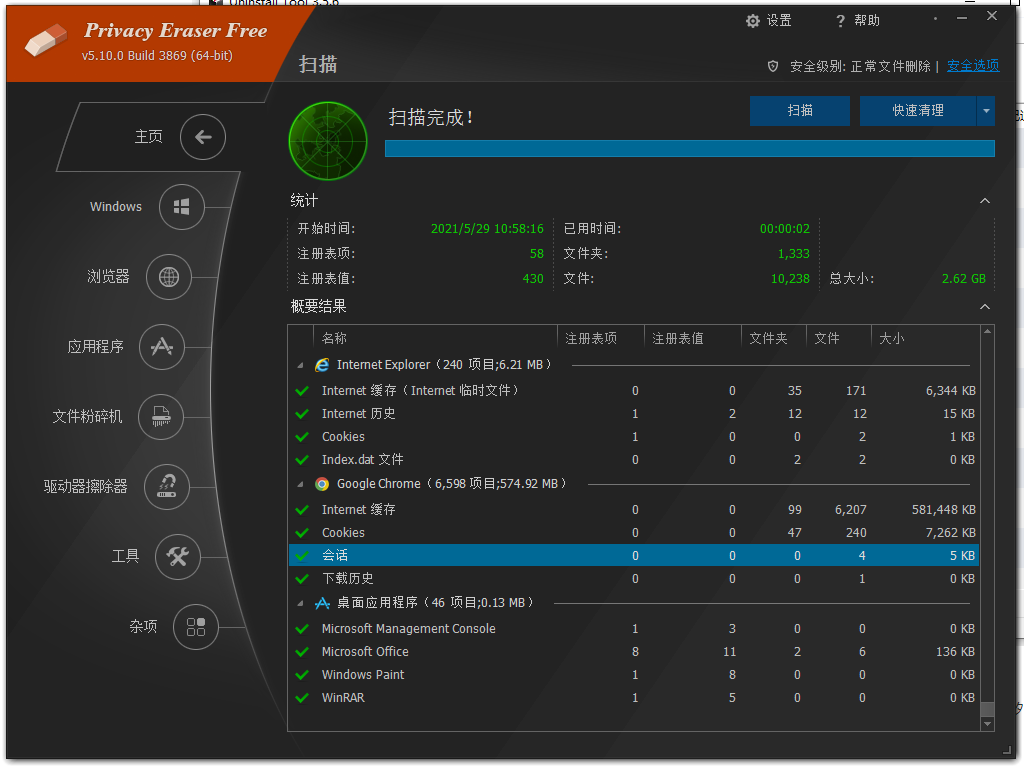 Uninstall Tool 3.5.6
Privacy Eraser Free
v5.10.0 Build 3869 (64-bit)
设置
? 帮助
扫描
安全级别: 正常文件删除 | 安全选项
主页
Windows
浏览器
应用程序
文件粉碎机
驱动器擦除器
工具
杂项
扫描完成!
扫描
快速清理
统计
开始时间: 2021/5/29 10:58:16 已用时间: 00:00:02
注册表项: 58 文件夹: 1,333
注册表值: 430 文件: 10,238 总大小: 2.62 GB
概要结果
名称 注册表项 注册表值 文件夹 文件 大小
Internet Explorer（240 项目;6.21 MB）
Internet 缓存（Internet 临时文件） 0 0 35 171 6,344 KB
Internet 历史 1 2 12 12 15 KB
Cookies 1 0 0 2 1 KB
Index.dat 文件 0 0 2 2 0 KB
Google Chrome（6,598 项目;574.92 MB）
Internet 缓存 0 0 99 6,207 581,448 KB
Cookies 0 0 47 240 7,262 KB
会话 0 0 0 4 5 KB
下载历史 0 0 0 1 0 KB
桌面应用程序（46 项目;0.13 MB）
Microsoft Management Console 1 3 0 0 0 KB
Microsoft Office 8 11 2 6 136 KB
Windows Paint 1 8 0 0 0 KB
WinRAR 1 5 0 0 0 KB